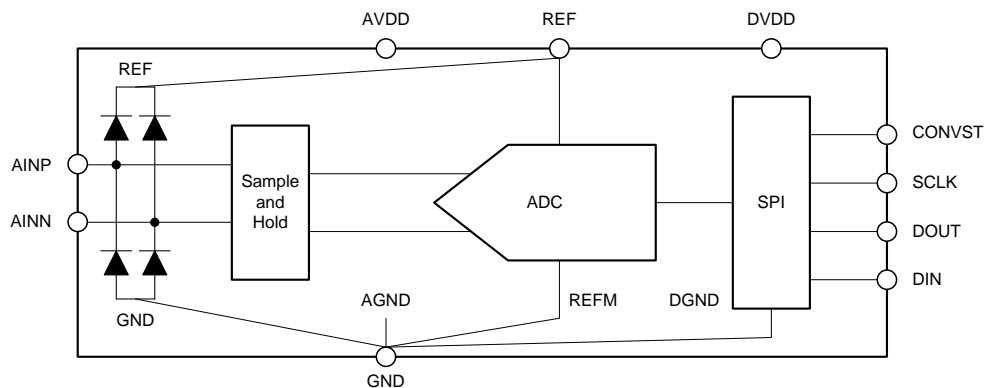 AVDD
REF
DVDD
REF
CONVST
AINP
Sample
and
Hold
ADC
SPI
SCLK
AINN
DOUT
DIN
GND
AGND
REFM
DGND
GND